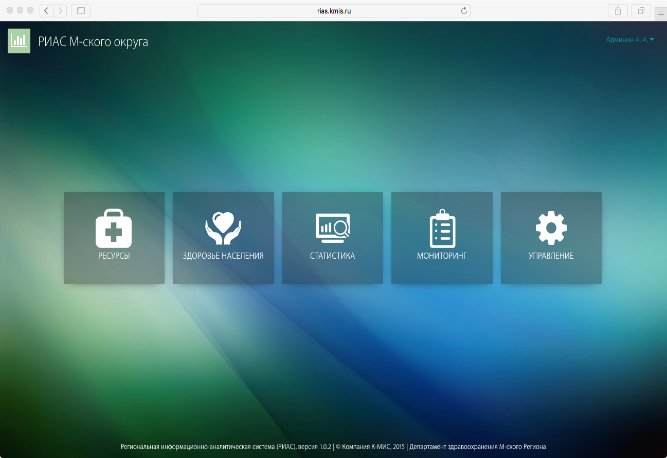 rias.kmis.ru
РИАС М-ского округа
Админин А. А.
РЕСУРСЫ
ЗДОРОВЬЕ НАСЕЛЕНИЯ
СТАТИСТИКА
МОНИТОРИНГ
УПРАВЛЕНИЕ
Региональная информационно-аналитическая система (РИАС), версия 1.0.2 | © Компания К-МИС, 2015 | Департамент здравоохранения М-ского Региона